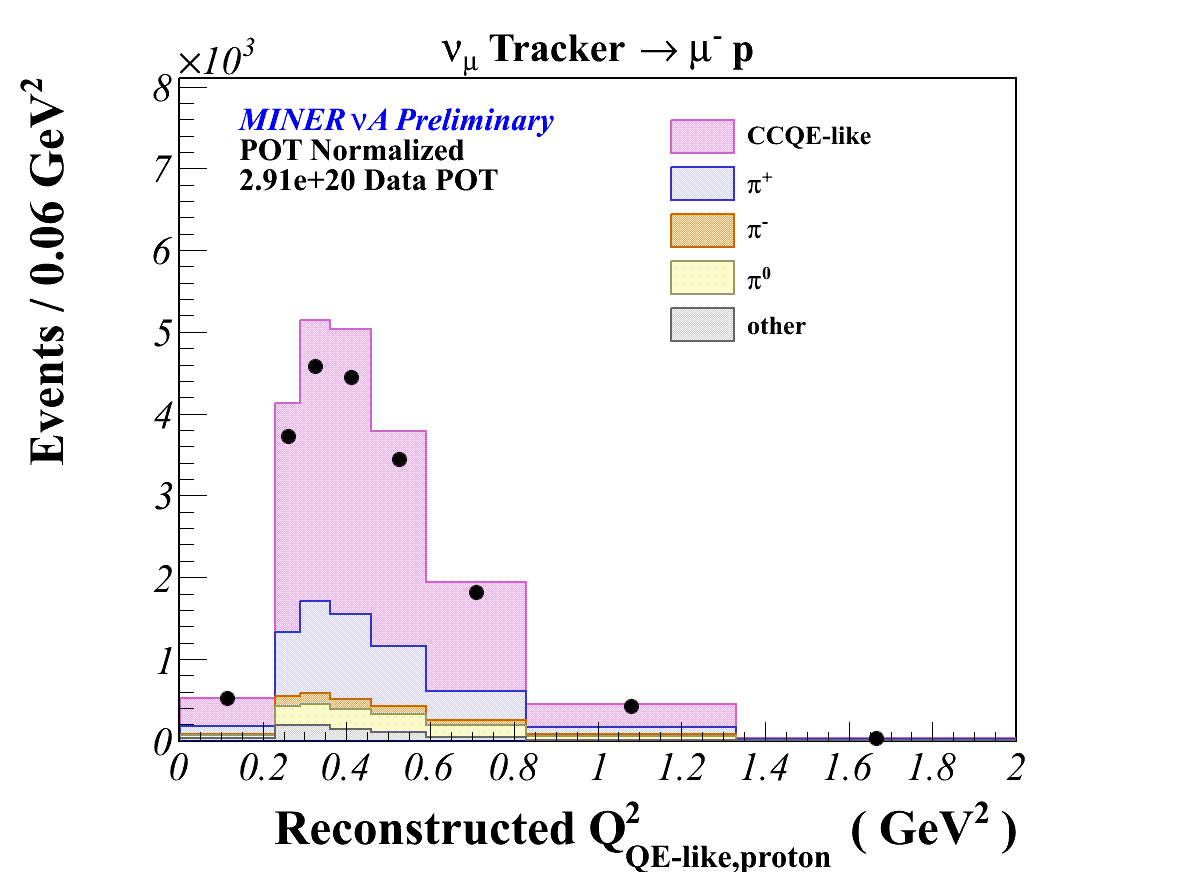 ν_μ Tracker → μ⁻ p
×10³
MINERνA Preliminary
POT Normalized
2.91e+20 Data POT
CCQE-like
π⁺
π⁻
π⁰
other
Events / 0.06 GeV²
8
7
6
5
4
3
2
1
0
0 0.2 0.4 0.6 0.8 1 1.2 1.4 1.6 1.8 2
Reconstructed Q²_QE-like,proton ( GeV² )